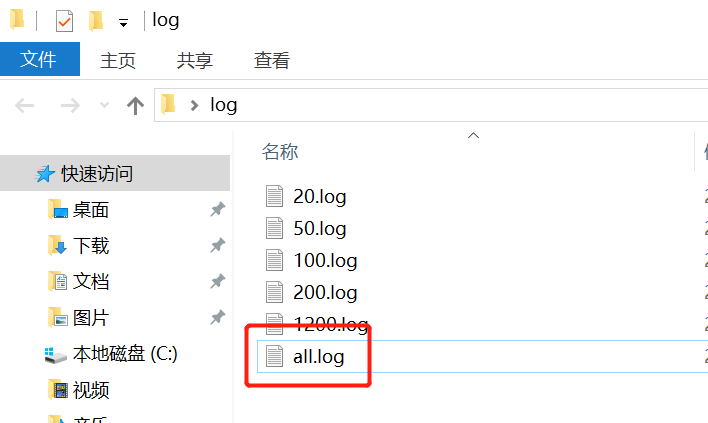 log
文件 主页 共享 查看
log
名称
快速访问
桌面
下载
文档
图片
本地磁盘 (C:)
视频
20.log
50.log
100.log
200.log
1200.log
all.log